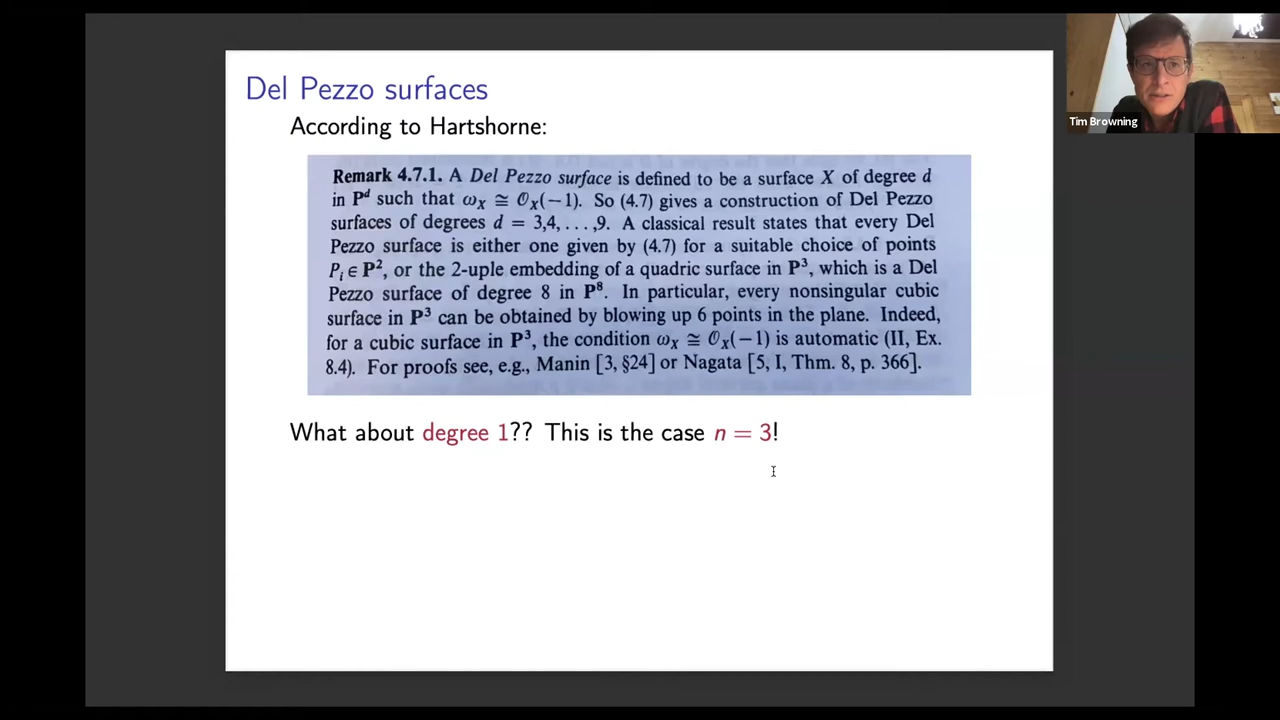 Del Pezzo surfaces
According to Hartshorne:
Remark 4.7.1. A Del Pezzo surface is defined to be a surface X of degree d
in Pᵈ such that ω_X ≅ 𝒪_X(−1). So (4.7) gives a construction of Del Pezzo
surfaces of degrees d = 3,4, . . . ,9. A classical result states that every Del
Pezzo surface is either one given by (4.7) for a suitable choice of points
P_i ∈ P², or the 2-uple embedding of a quadric surface in P³, which is a Del
Pezzo surface of degree 8 in P⁸. In particular, every nonsingular cubic
surface in P³ can be obtained by blowing up 6 points in the plane. Indeed,
for a cubic surface in P³, the condition ω_X ≅ 𝒪_X(−1) is automatic (II, Ex.
8.4). For proofs see, e.g., Manin [3, §24] or Nagata [5, I, Thm. 8, p. 366].
What about degree 1?? This is the case n = 3!
Tim Browning